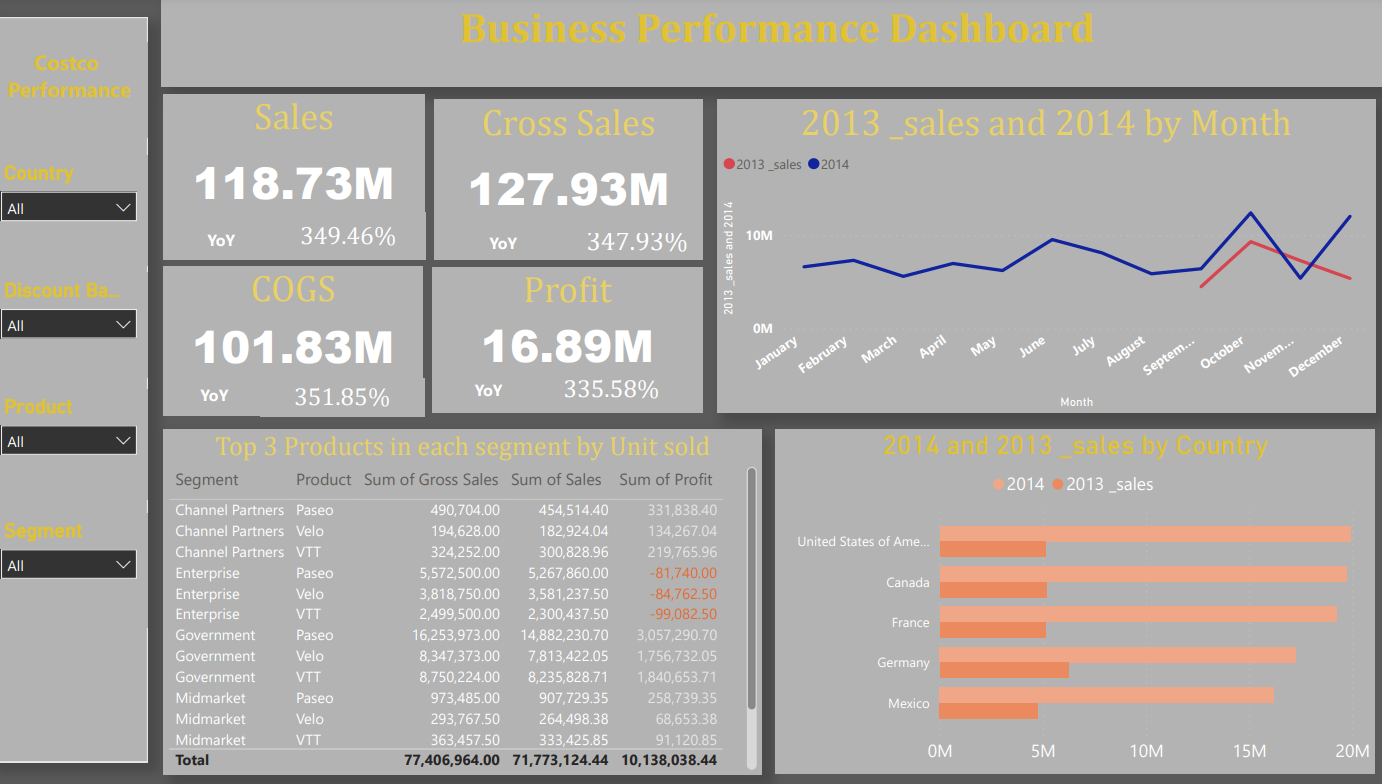 Business Performance Dashboard
Costco
Performance
Country
All
Discount Ba...
All
Product
All
Segment
All
Sales
118.73M
YoY 349.46%
Cross Sales
127.93M
YoY 347.93%
COGS
101.83M
YoY 351.85%
Profit
16.89M
YoY 335.58%
2013 _sales and 2014 by Month
2013 _sales 2014
2013 _sales and 2014
10M
0M
January February March April May June July August Septem... October Novem... December
Month
Top 3 Products in each segment by Unit sold
Segment Product Sum of Gross Sales Sum of Sales Sum of Profit
Channel Partners Paseo 490,704.00 454,514.40 331,838.40
Channel Partners Velo 194,628.00 182,924.04 134,267.04
Channel Partners VTT 324,252.00 300,828.96 219,765.96
Enterprise Paseo 5,572,500.00 5,267,860.00 -81,740.00
Enterprise Velo 3,818,750.00 3,581,237.50 -84,762.50
Enterprise VTT 2,499,500.00 2,300,437.50 -99,082.50
Government Paseo 16,253,973.00 14,882,230.70 3,057,290.70
Government Velo 8,347,373.00 7,813,422.05 1,756,732.05
Government VTT 8,750,224.00 8,235,828.71 1,840,653.71
Midmarket Paseo 973,485.00 907,729.35 258,739.35
Midmarket Velo 293,767.50 264,498.38 68,653.38
Midmarket VTT 363,457.50 333,425.85 91,120.85
Total 77,406,964.00 71,773,124.44 10,138,038.44
2014 and 2013 _sales by Country
2014 2013 _sales
United States of Ame...
Canada
France
Germany
Mexico
0M 5M 10M 15M 20M